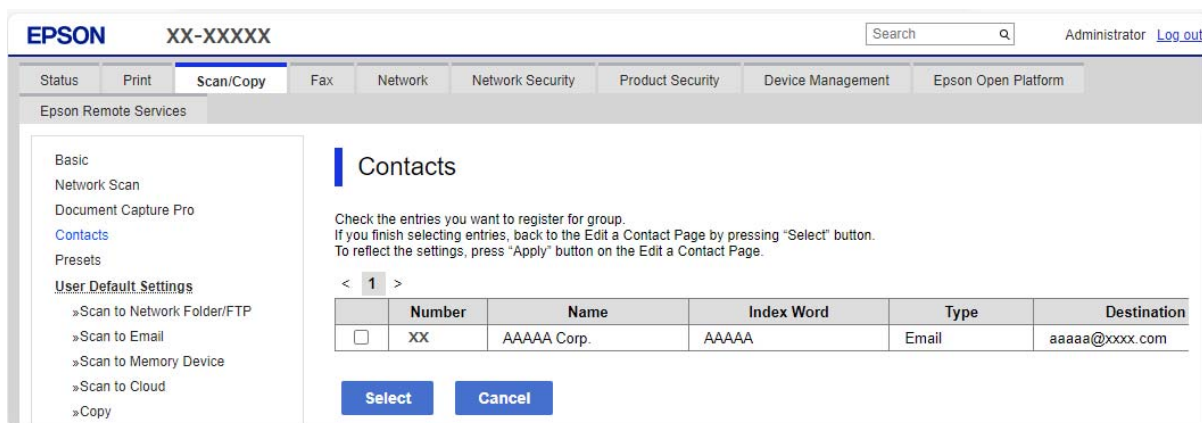 EPSON XX-XXXXX Search Administrator Log out
Status Print Scan/Copy Fax Network Network Security Product Security Device Management Epson Open Platform
Epson Remote Services
Basic
Network Scan
Document Capture Pro
Contacts
Presets
User Default Settings
»Scan to Network Folder/FTP
»Scan to Email
»Scan to Memory Device
»Scan to Cloud
»Copy
Contacts
Check the entries you want to register for group.
If you finish selecting entries, back to the Edit a Contact Page by pressing “Select” button.
To reflect the settings, press “Apply” button on the Edit a Contact Page.
< 1 >
Number Name Index Word Type Destination
XX AAAAA Corp. AAAAA Email aaaaa@xxxx.com
Select Cancel